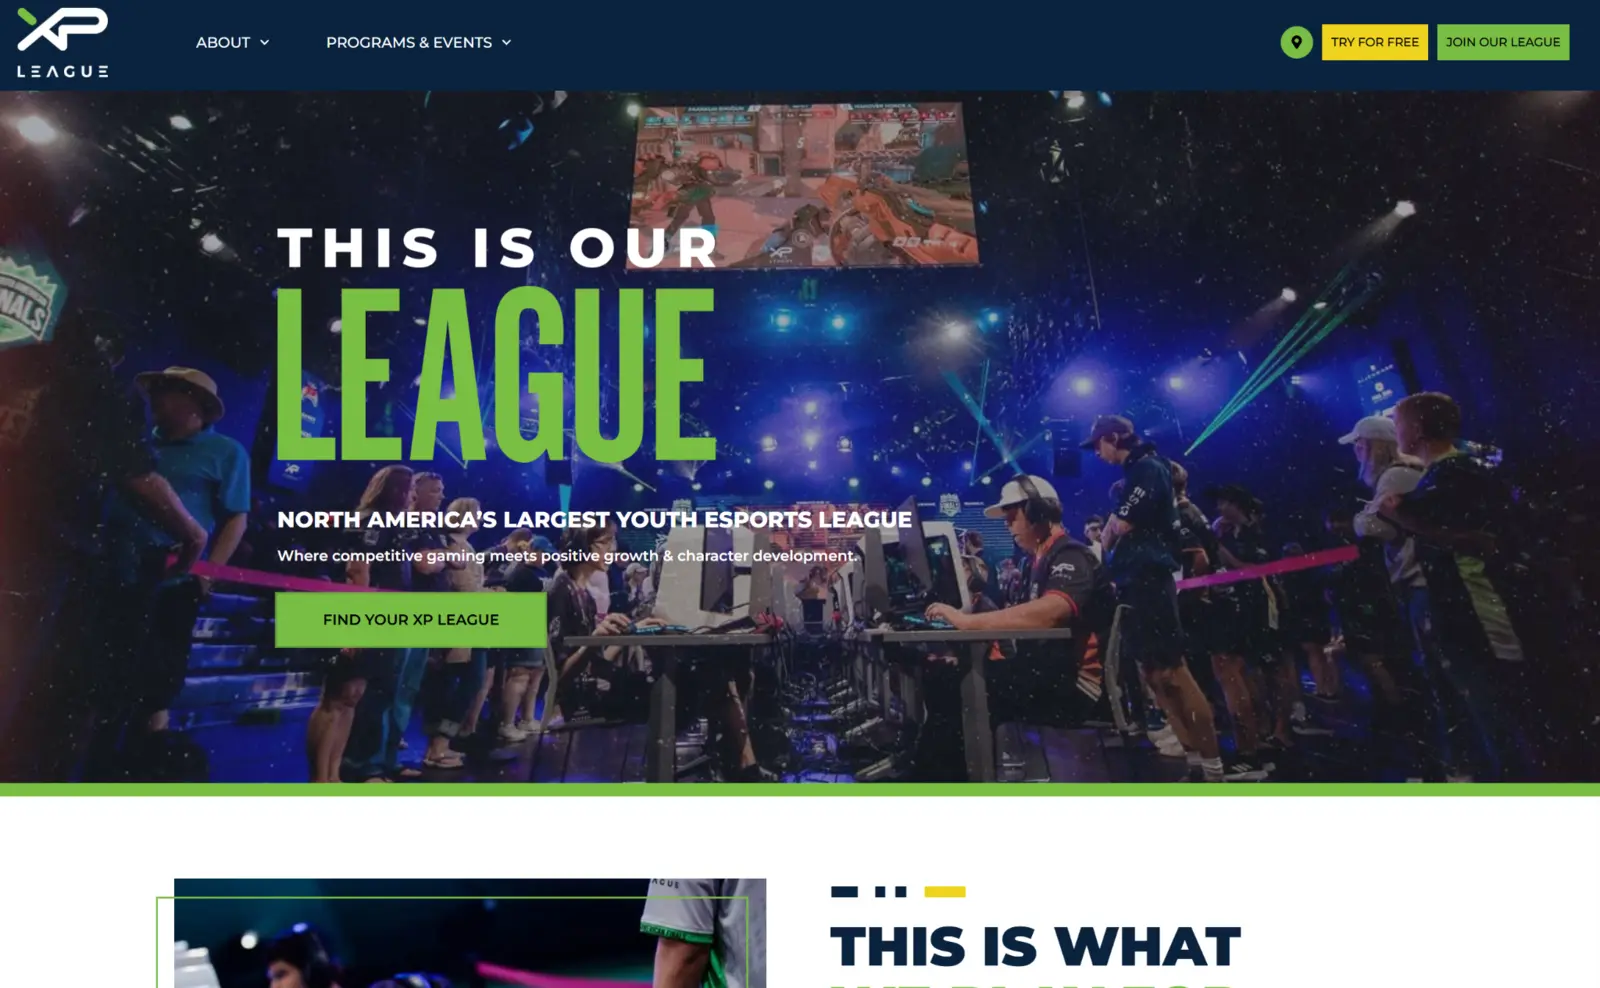 XP
LEAGUE
ABOUT
PROGRAMS & EVENTS
TRY FOR FREE
JOIN OUR LEAGUE
THIS IS OUR
LEAGUE
NORTH AMERICA'S LARGEST YOUTH ESPORTS LEAGUE
Where competitive gaming meets positive growth & character development.
FIND YOUR XP LEAGUE
THIS IS WHAT